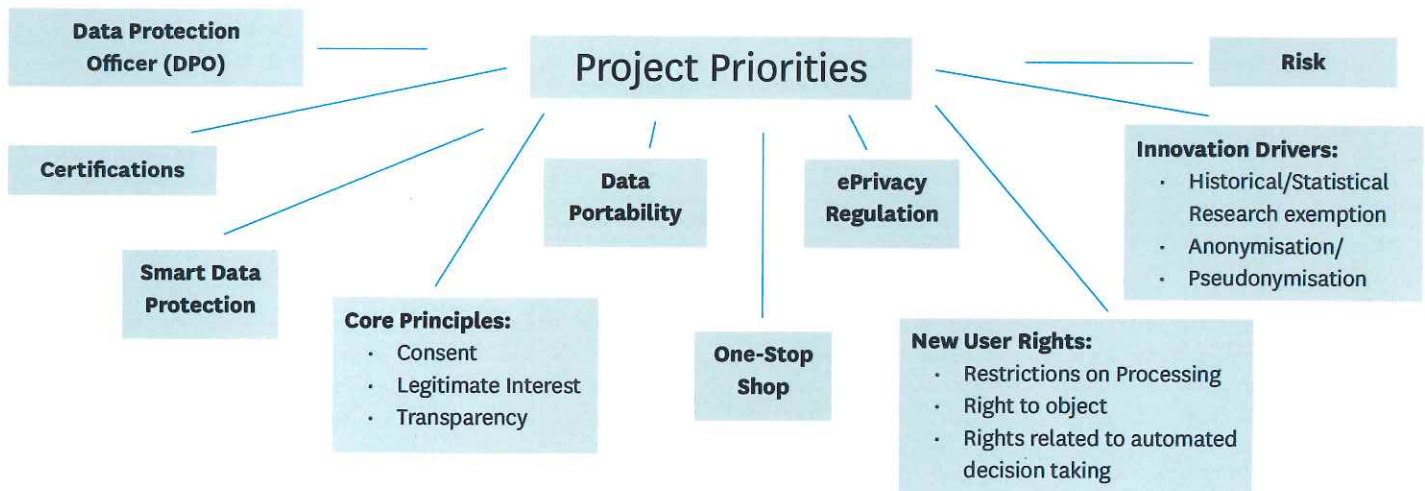 Data Protection
Officer (DPO)
Project Priorities
Risk
Certifications
Data
Portability
ePrivacy
Regulation
Innovation Drivers:
· Historical/Statistical
Research exemption
· Anonymisation/
· Pseudonymisation
Smart Data
Protection
Core Principles:
· Consent
· Legitimate Interest
· Transparency
One-Stop
Shop
New User Rights:
· Restrictions on Processing
· Right to object
· Rights related to automated
decision taking